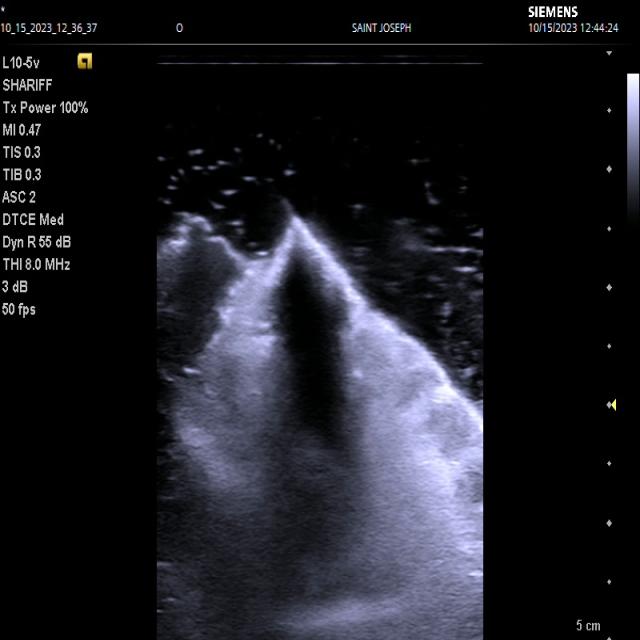 *
SIEMENS
10_15_2023_12_36_37 O SAINT JOSEPH 10/15/2023 12:44:24
L10-5v
SHARIFF
Tx Power 100%
MI 0.47
TIS 0.3
TIB 0.3
ASC 2
DTCE Med
Dyn R 55 dB
THI 8.0 MHz
3 dB
50 fps
5 cm